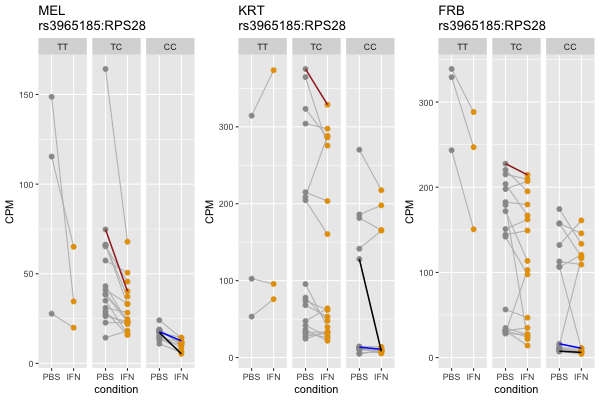 MEL
rs3965185:RPS28
TT TC CC
CPM
150
100
50
0
PBS IFN PBS IFN PBS IFN
condition
KRT
rs3965185:RPS28
TT TC CC
CPM
300
200
100
0
PBS IFN PBS IFN PBS IFN
condition
FRB
rs3965185:RPS28
TT TC CC
CPM
300
200
100
0
PBS IFN PBS IFN PBS IFN
condition